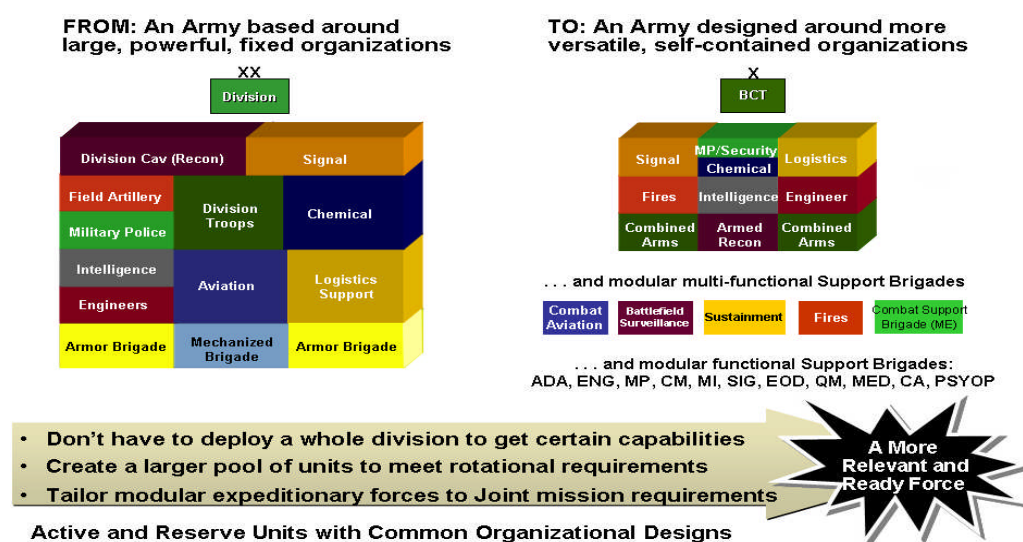 FROM: An Army based around
large, powerful, fixed organizations
XX
Division
Division Cav (Recon)
Signal
Field Artillery
Military Police
Division
Troops
Chemical
Intelligence
Engineers
Aviation
Logistics
Support
Armor Brigade
Mechanized
Brigade
Armor Brigade
TO: An Army designed around more
versatile, self-contained organizations
X
BCT
Signal
MP/Security
Chemical
Logistics
Fires
Intelligence
Engineer
Combined
Arms
Armed
Recon
Combined
Arms
. . . and modular multi-functional Support Brigades
Combat
Aviation
Battlefield
Surveillance
Sustainment
Fires
Combat Support
Brigade (ME)
. . . and modular functional Support Brigades:
ADA, ENG, MP, CM, MI, SIG, EOD, QM, MED, CA, PSYOP
• Don't have to deploy a whole division to get certain capabilities
• Create a larger pool of units to meet rotational requirements
• Tailor modular expeditionary forces to Joint mission requirements
A More
Relevant and
Ready Force
Active and Reserve Units with Common Organizational Designs